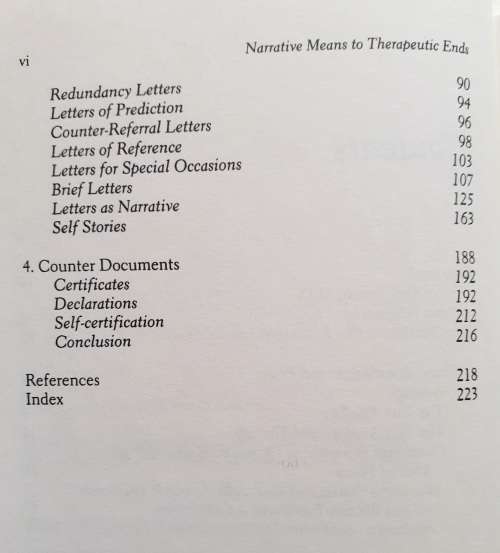 vi
Narrative Means to Therapeutic Ends
Redundancy Letters 90
Letters of Prediction 94
Counter-Referral Letters 96
Letters of Reference 98
Letters for Special Occasions 103
Brief Letters 107
Letters as Narrative 125
Self Stories 163
4. Counter Documents 188
Certificates 192
Declarations 192
Self-certification 212
Conclusion 216
References 218
Index 223